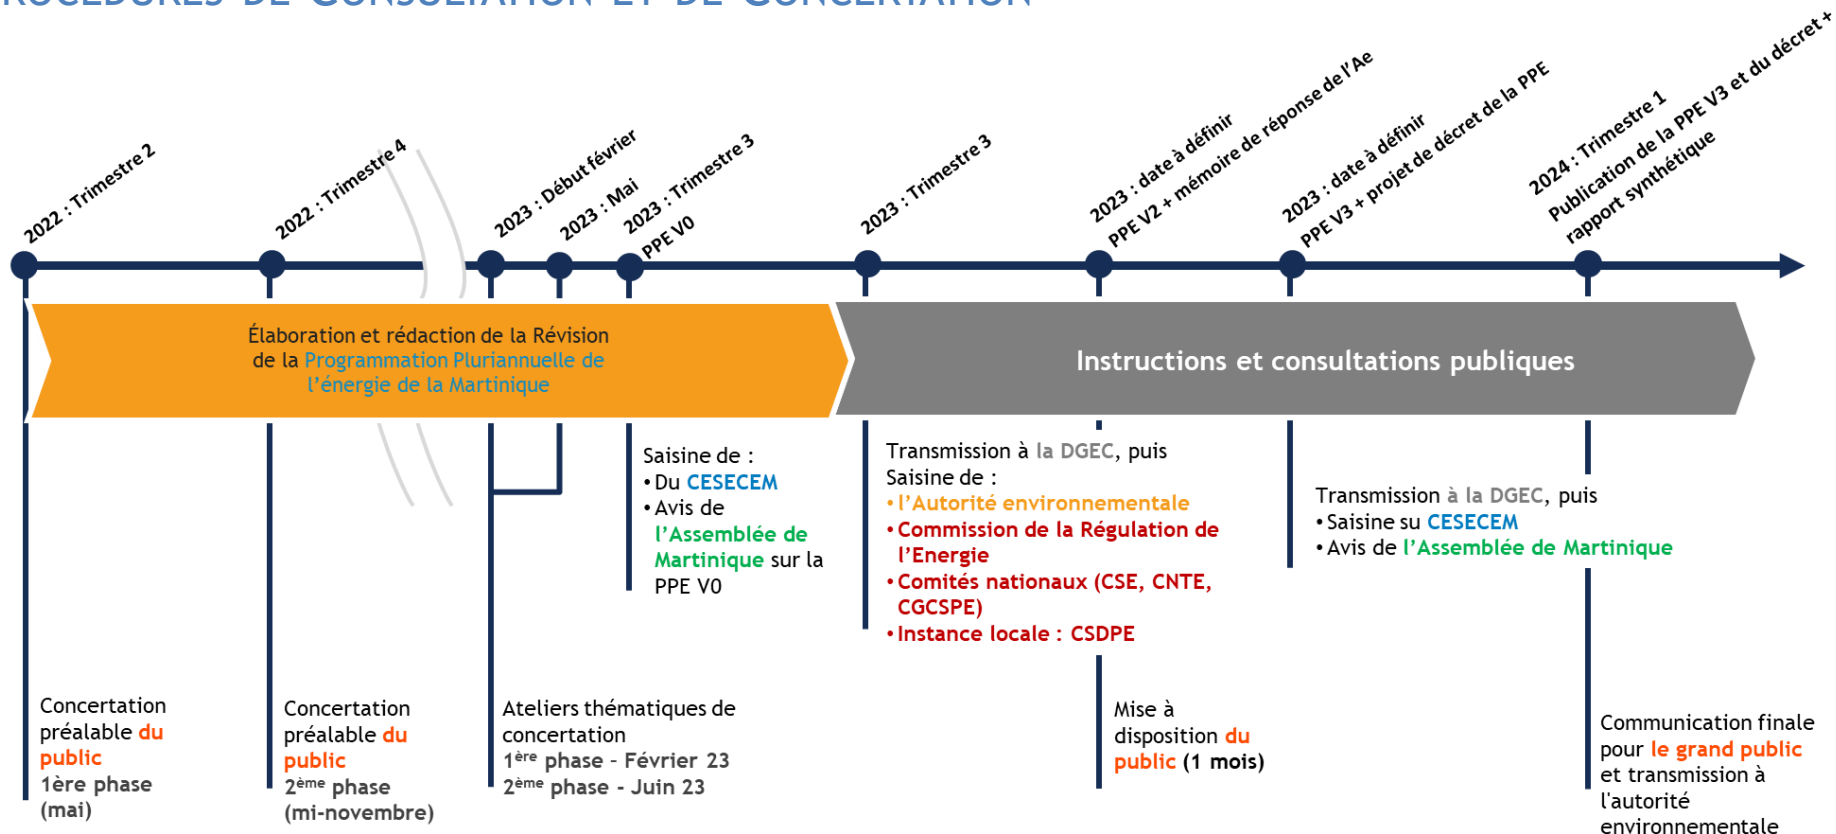 PROCÉDURES DE CONSULTATION ET DE CONCERTATION
2022 : Trimestre 2
2022 : Trimestre 4
2023 : Début février
2023 : Mai
2023 : Trimestre 3
PPE V0
2023 : Trimestre 3
2023 : date à définir
PPE V2 + mémoire de réponse de l’Ae
2023 : date à définir
PPE V3 + projet de décret de la PPE
2024 : Trimestre 1
Publication de la PPE V3 et du décret +
rapport synthétique
Élaboration et rédaction de la Révision
de la Programmation Pluriannuelle de
l’énergie de la Martinique
Instructions et consultations publiques
Saisine de :
• Du CESECEM
• Avis de
l’Assemblée de
Martinique sur la
PPE V0
Transmission à la DGEC, puis
Saisine de :
• l’Autorité environnementale
• Commission de la Régulation de
l’Energie
• Comités nationaux (CSE, CNTE,
CGCSPE)
• Instance locale : CSDPE
Transmission à la DGEC, puis
• Saisine su CESECEM
• Avis de l’Assemblée de Martinique
Concertation
préalable du
public
1ère phase
(mai)
Concertation
préalable du
public
2ème phase
(mi-novembre)
Ateliers thématiques de
concertation
1ère phase – Février 23
2ème phase - Juin 23
Mise à
disposition du
public (1 mois)
Communication finale
pour le grand public
et transmission à
l'autorité
environnementale